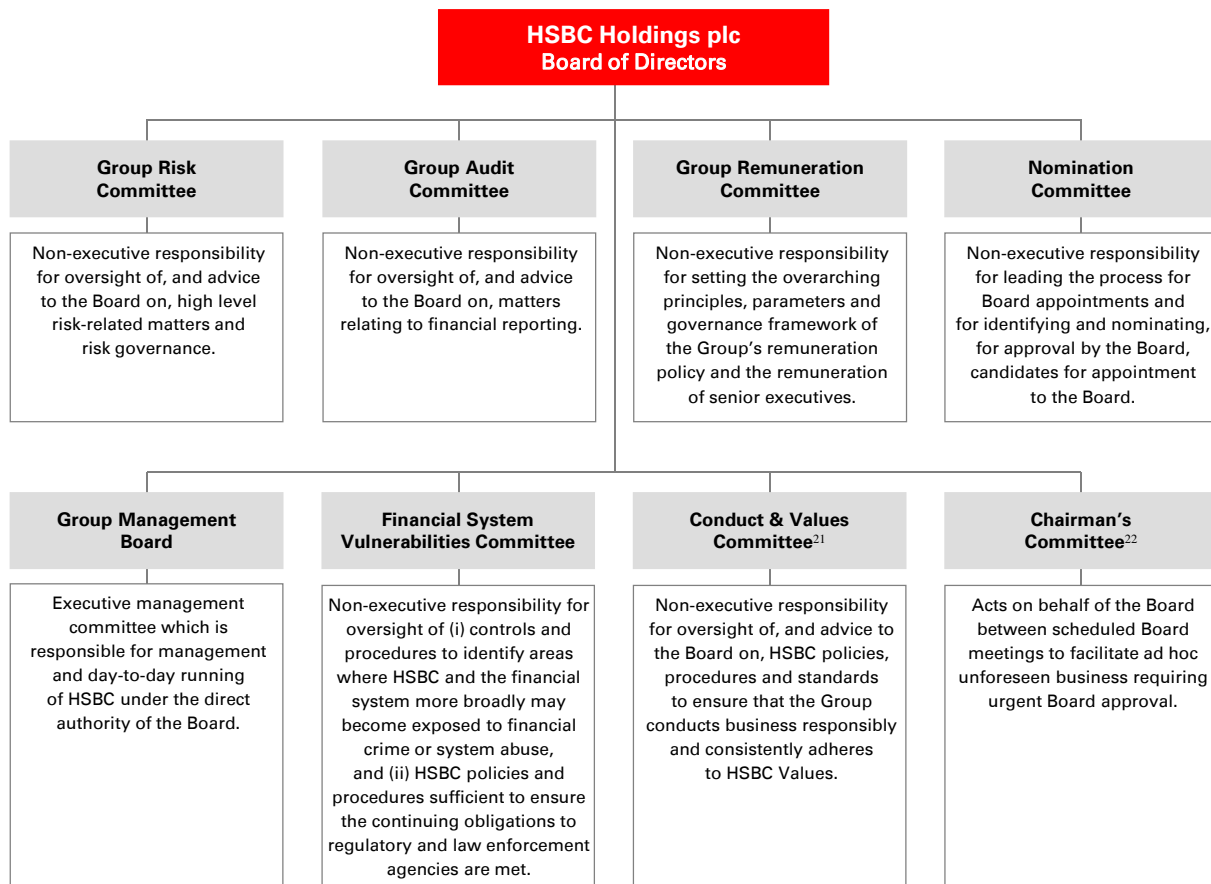 HSBC Holdings plc
Board of Directors
Group Risk
Committee
Non-executive responsibility
for oversight of, and advice
to the Board on, high level
risk-related matters and
risk governance.
Group Audit
Committee
Non-executive responsibility
for oversight of, and advice
to the Board on, matters
relating to financial reporting.
Group Remuneration
Committee
Non-executive responsibility
for setting the overarching
principles, parameters and
governance framework of
the Group's remuneration
policy and the remuneration
of senior executives.
Nomination
Committee
Non-executive responsibility
for leading the process for
Board appointments and
for identifying and nominating,
for approval by the Board,
candidates for appointment
to the Board.
Group Management
Board
Executive management
committee which is
responsible for management
and day-to-day running
of HSBC under the direct
authority of the Board.
Financial System
Vulnerabilities Committee
Non-executive responsibility for
oversight of (i) controls and
procedures to identify areas
where HSBC and the financial
system more broadly may
become exposed to financial
crime or system abuse,
and (ii) HSBC policies and
procedures sufficient to ensure
the continuing obligations to
regulatory and law enforcement
agencies are met.
Conduct & Values
Committee21
Non-executive responsibility
for oversight of, and advice to
the Board on, HSBC policies,
procedures and standards
to ensure that the Group
conducts business responsibly
and consistently adheres
to HSBC Values.
Chairman's
Committee22
Acts on behalf of the Board
between scheduled Board
meetings to facilitate ad hoc
unforeseen business requiring
urgent Board approval.